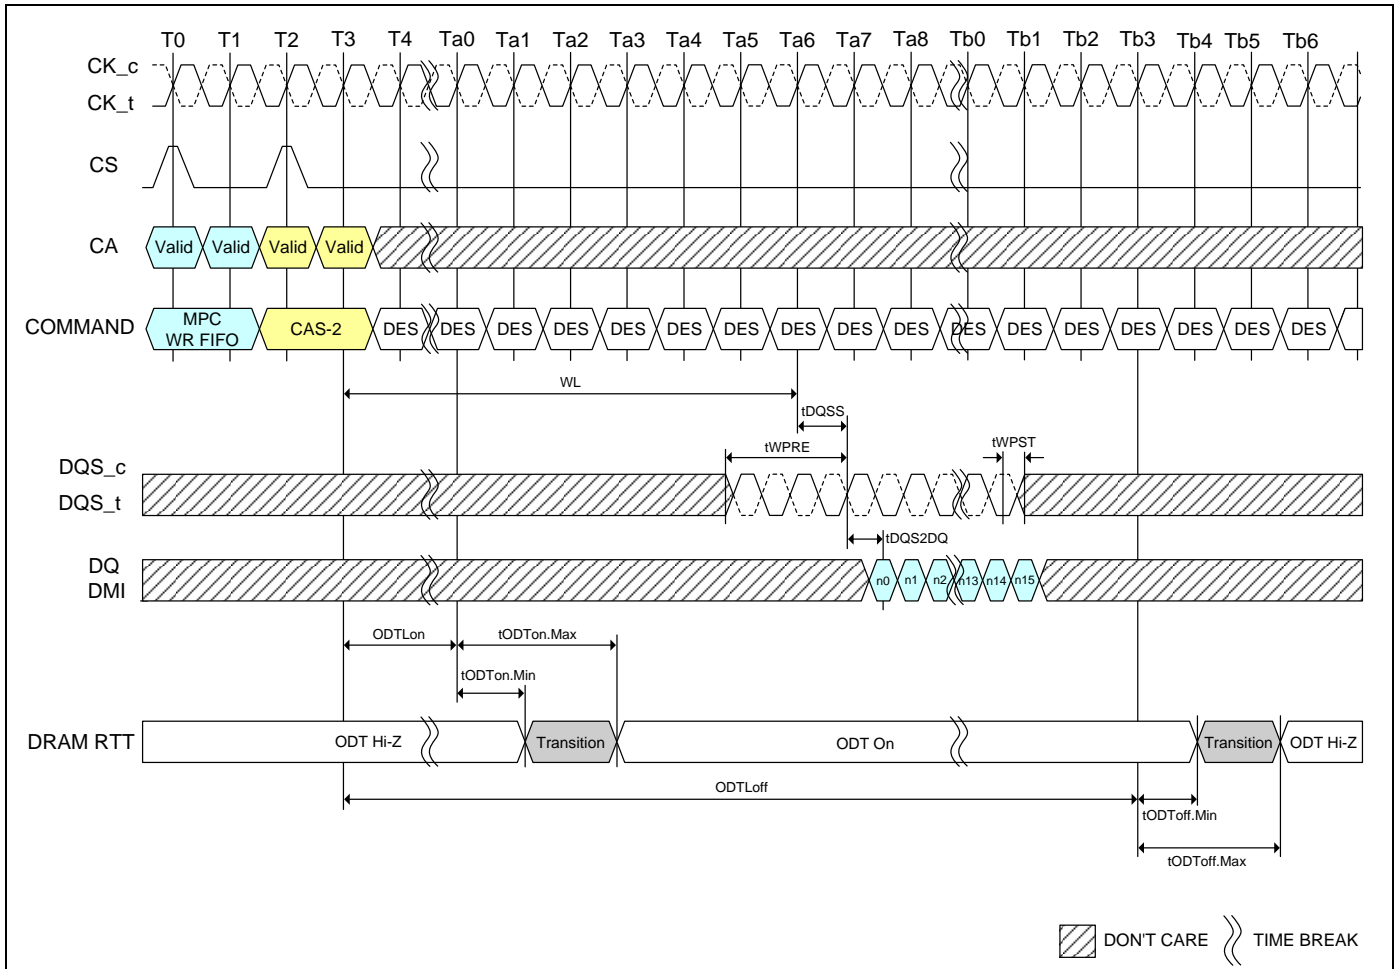 T0 T1 T2 T3 T4 Ta0 Ta1 Ta2 Ta3 Ta4 Ta5 Ta6 Ta7 Ta8 Tb0 Tb1 Tb2 Tb3 Tb4 Tb5 Tb6
CK_c
CK_t
CS
CA Valid Valid Valid Valid
COMMAND MPC WR FIFO CAS-2 DES DES DES DES DES DES DES DES DES DES DES DES DES DES DES DES DES
WL
tDQSS
tWPRE tWPST
DQS_c
DQS_t
tDQS2DQ
DQ
DMI
n0 n1 n2 n13 n14 n15
ODTLon tODTon.Max
tODTon.Min
DRAM RTT ODT Hi-Z Transition ODT On Transition ODT Hi-Z
ODTLoff
tODToff.Min
tODToff.Max
DON'T CARE TIME BREAK